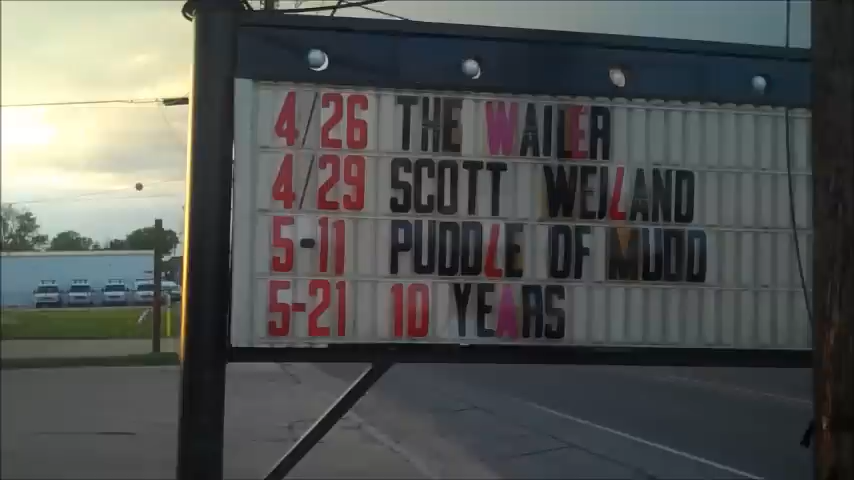 4/26 THE WAILER
4/29 SCOTT WEILAND
5-11 PUDDLE OF MUDD
5-21 10 YEARS